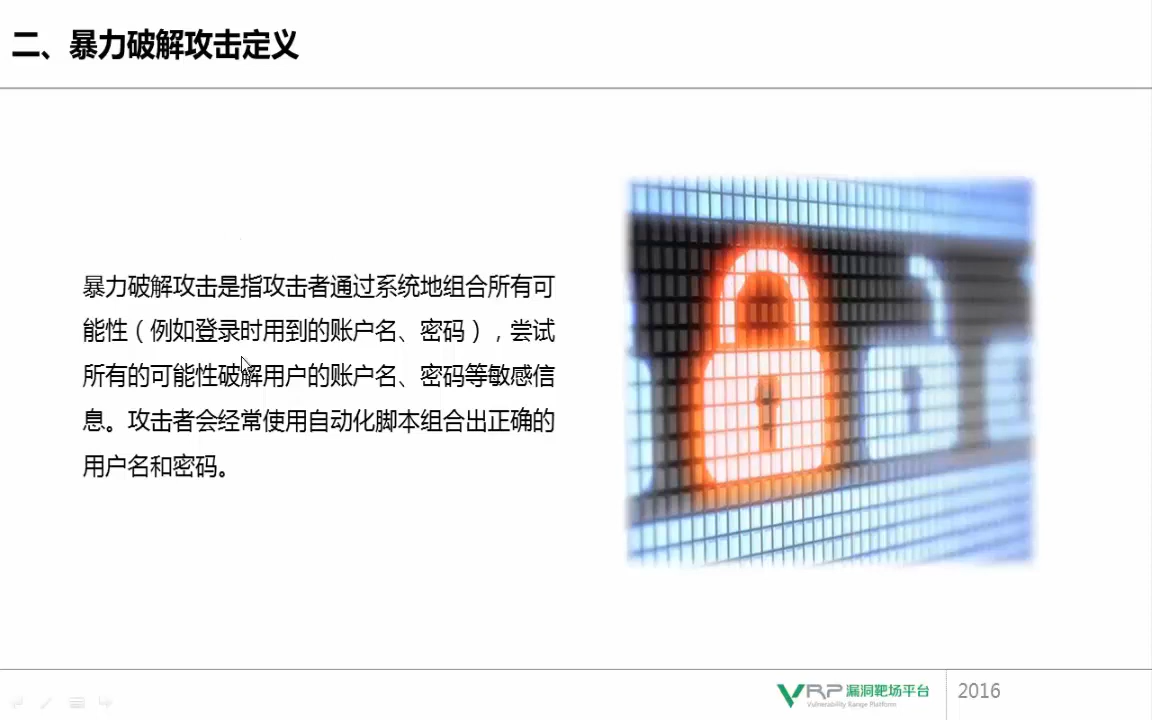 二、暴力破解攻击定义
暴力破解攻击是指攻击者通过系统地组合所有可
能性（例如登录时用到的账户名、密码），尝试
所有的可能性破解用户的账户名、密码等敏感信
息。攻击者会经常使用自动化脚本组合出正确的
用户名和密码。
VRP 漏洞靶场平台
Vulnerability Range Platform
2016